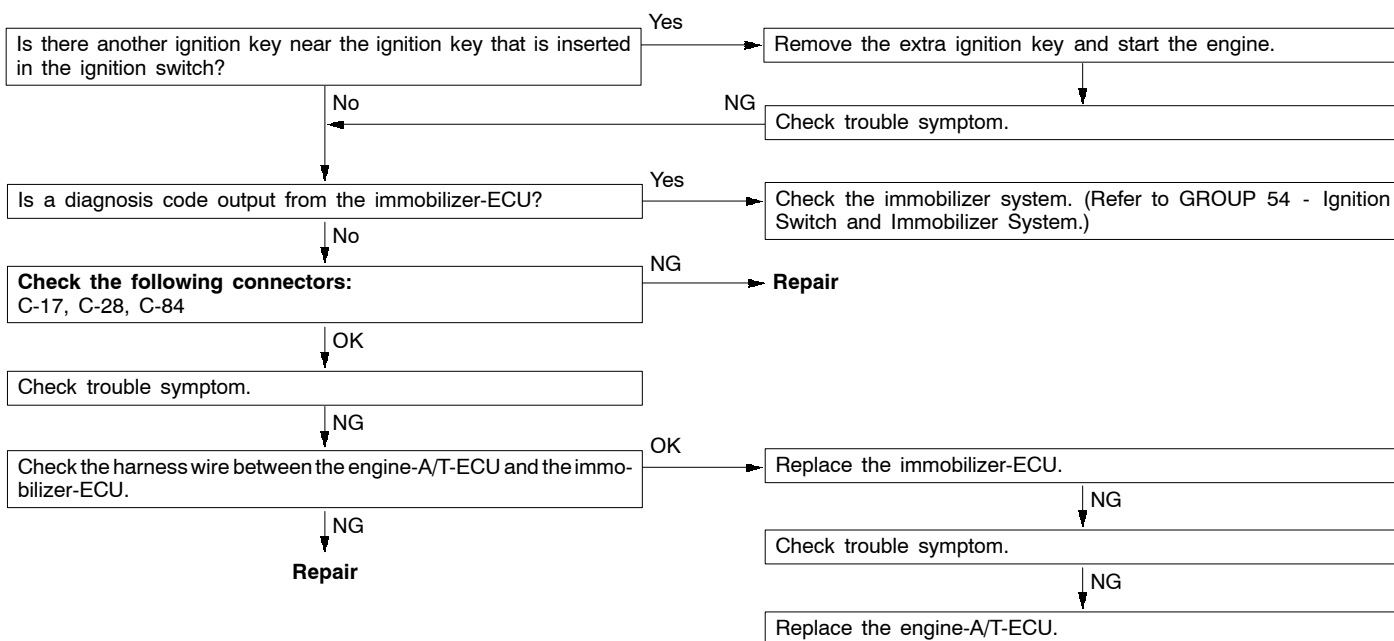 Is there another ignition key near the ignition key that is inserted
in the ignition switch?
Yes
Remove the extra ignition key and start the engine.
No
NG
Check trouble symptom.
Is a diagnosis code output from the immobilizer-ECU?
Yes
Check the immobilizer system. (Refer to GROUP 54 - Ignition
Switch and Immobilizer System.)
No
Check the following connectors:
C-17, C-28, C-84
NG
Repair
OK
Check trouble symptom.
NG
Check the harness wire between the engine-A/T-ECU and the immo-
bilizer-ECU.
OK
Replace the immobilizer-ECU.
NG
Repair
NG
Check trouble symptom.
NG
Replace the engine-A/T-ECU.